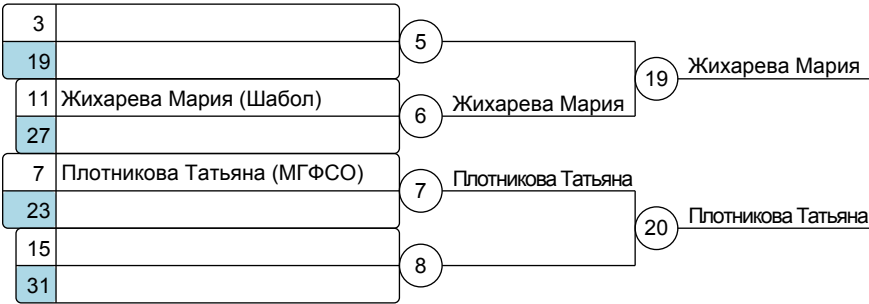 3
5
19
19 Жихарева Мария
11 Жихарева Мария (Шабол)
6 Жихарева Мария
27
7 Плотникова Татьяна (МГФСО)
7 Плотникова Татьяна
23
20 Плотникова Татьяна
15
8
31